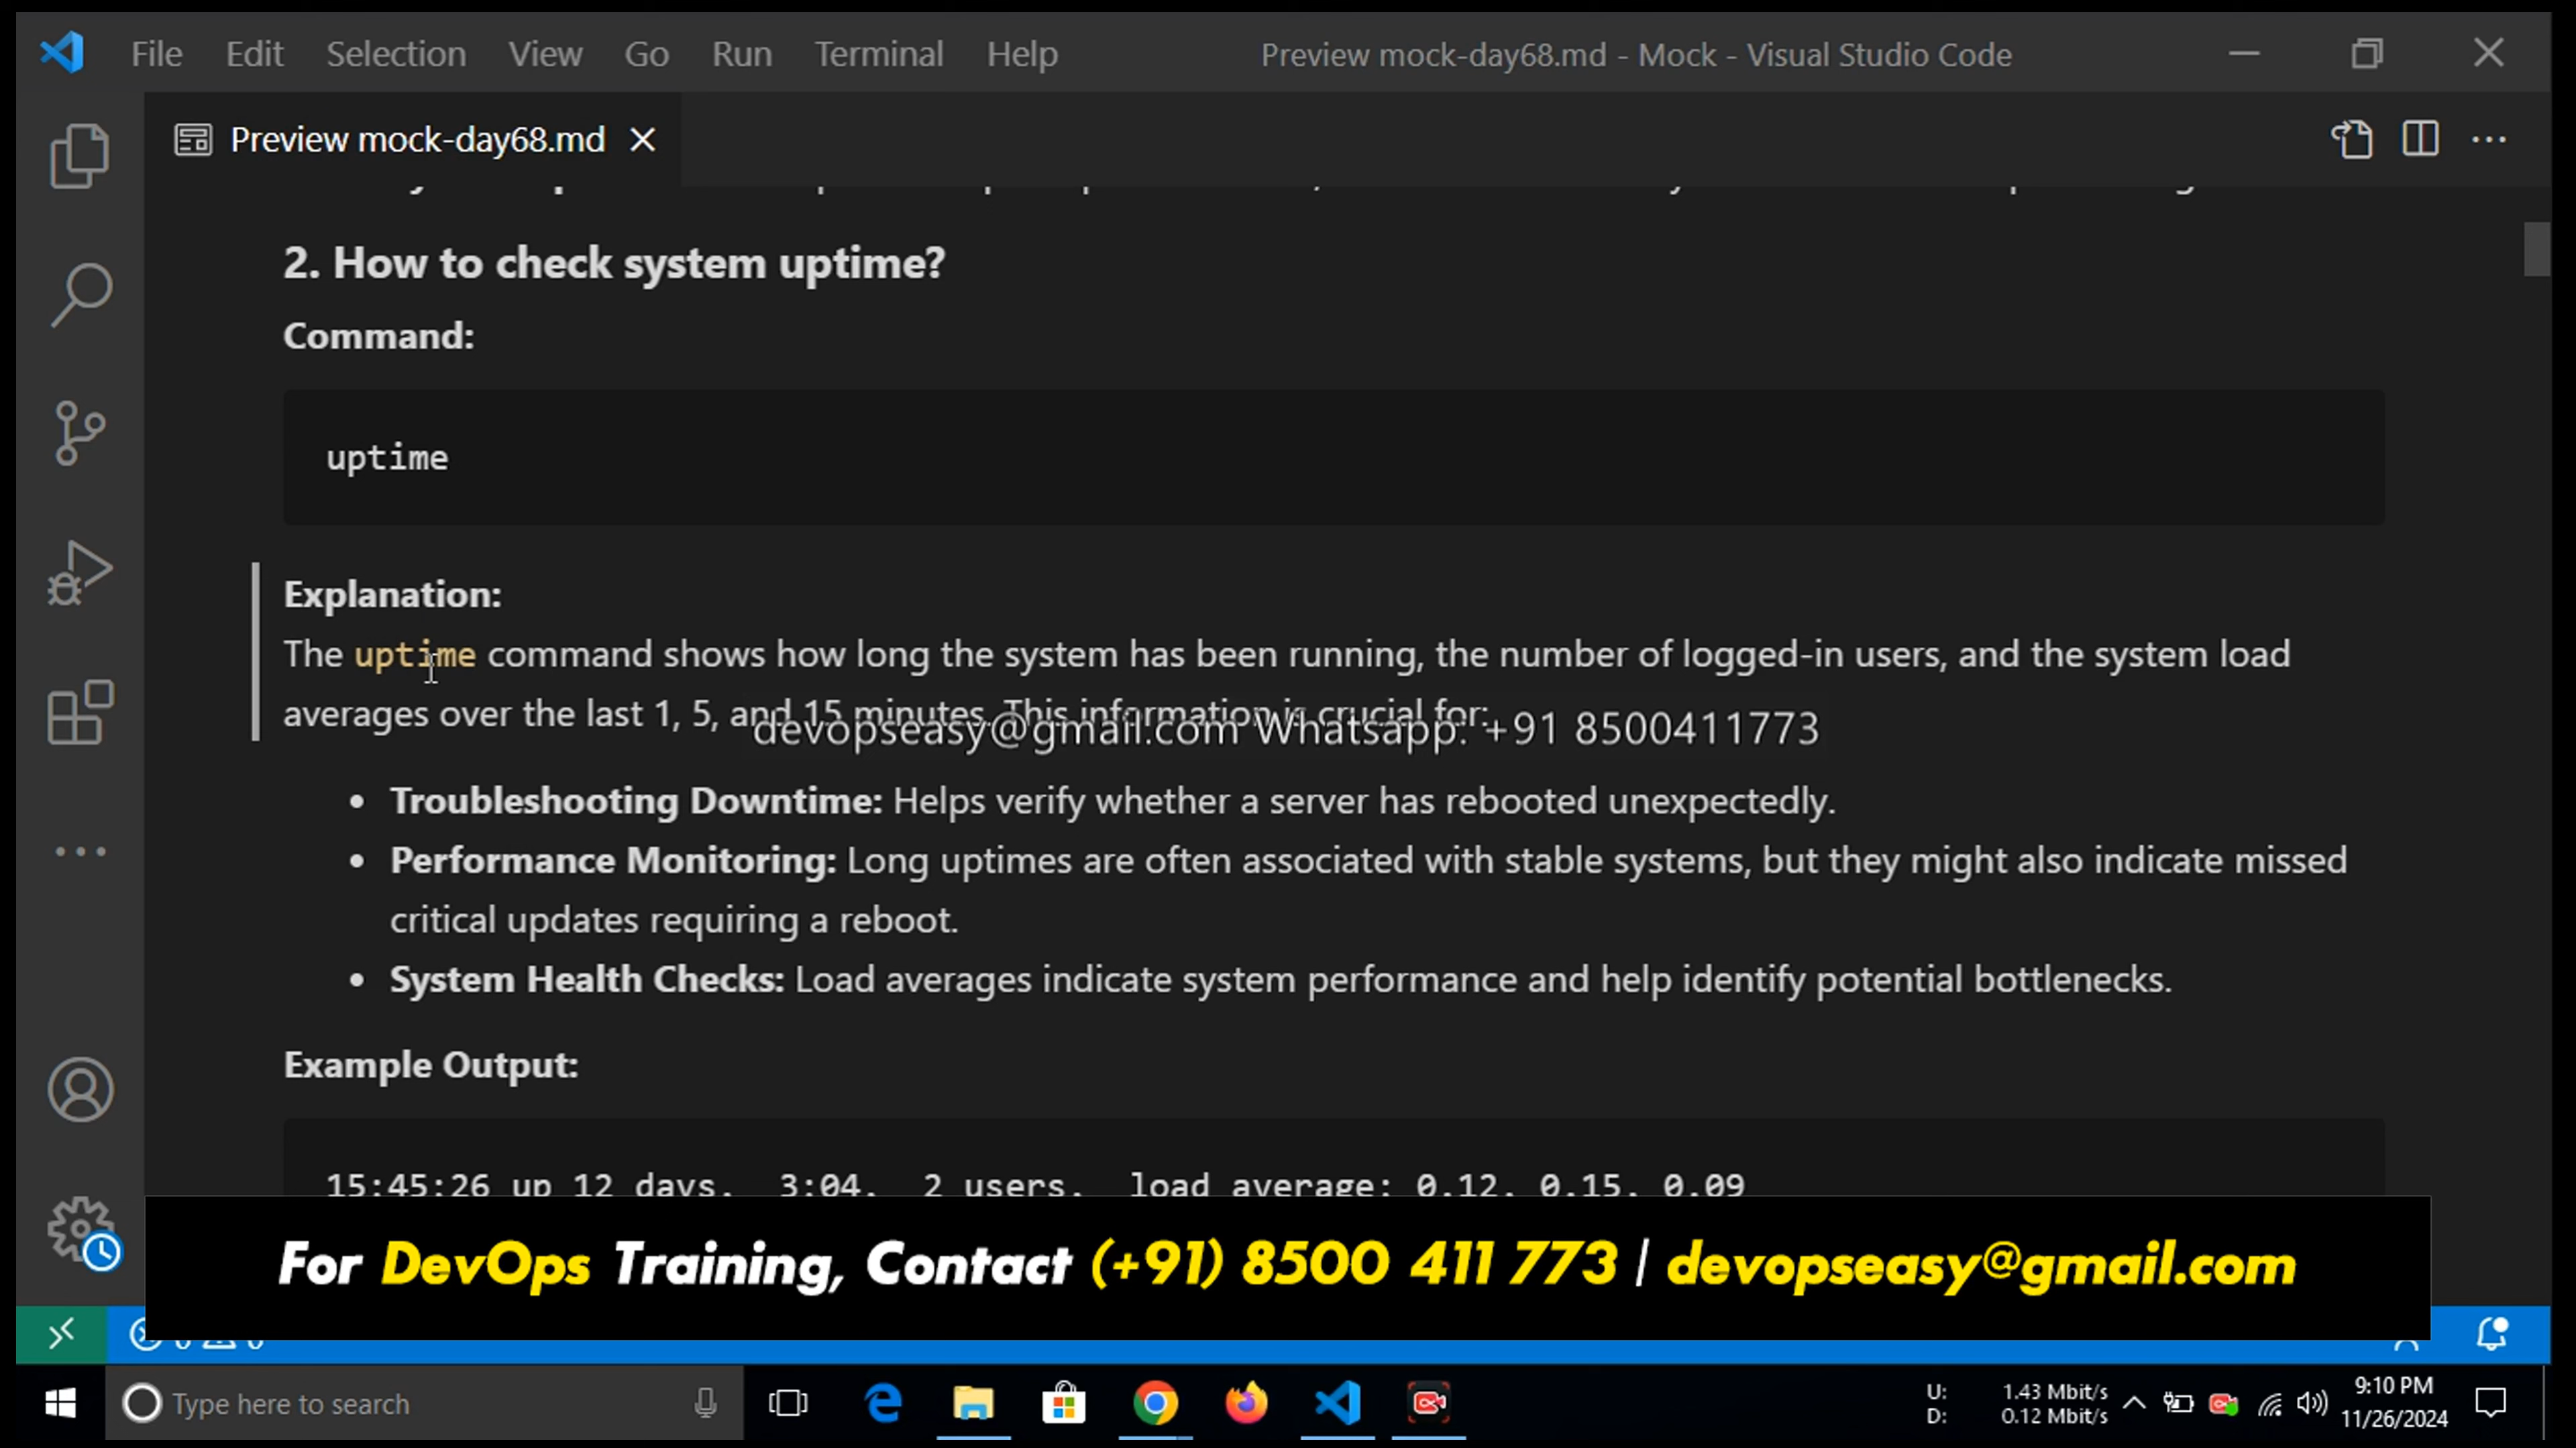 File Edit Selection View Go Run Terminal Help Preview mock-day68.md - Mock - Visual Studio Code
Preview mock-day68.md
2. How to check system uptime?
Command:
uptime
Explanation:
The uptime command shows how long the system has been running, the number of logged-in users, and the system load
averages over the last 1, 5, and 15 minutes. This information is crucial for:
devopseasy@gmail.com Whatsapp: +91 8500411773
• Troubleshooting Downtime: Helps verify whether a server has rebooted unexpectedly.
• Performance Monitoring: Long uptimes are often associated with stable systems, but they might also indicate missed
critical updates requiring a reboot.
• System Health Checks: Load averages indicate system performance and help identify potential bottlenecks.
Example Output:
15:45:26 up 12 days, 3:04, 2 users, load average: 0.12, 0.15, 0.09
For DevOps Training, Contact (+91) 8500 411 773 | devopseasy@gmail.com
Type here to search
U: 1.43 Mbit/s
D: 0.12 Mbit/s
9:10 PM
11/26/2024